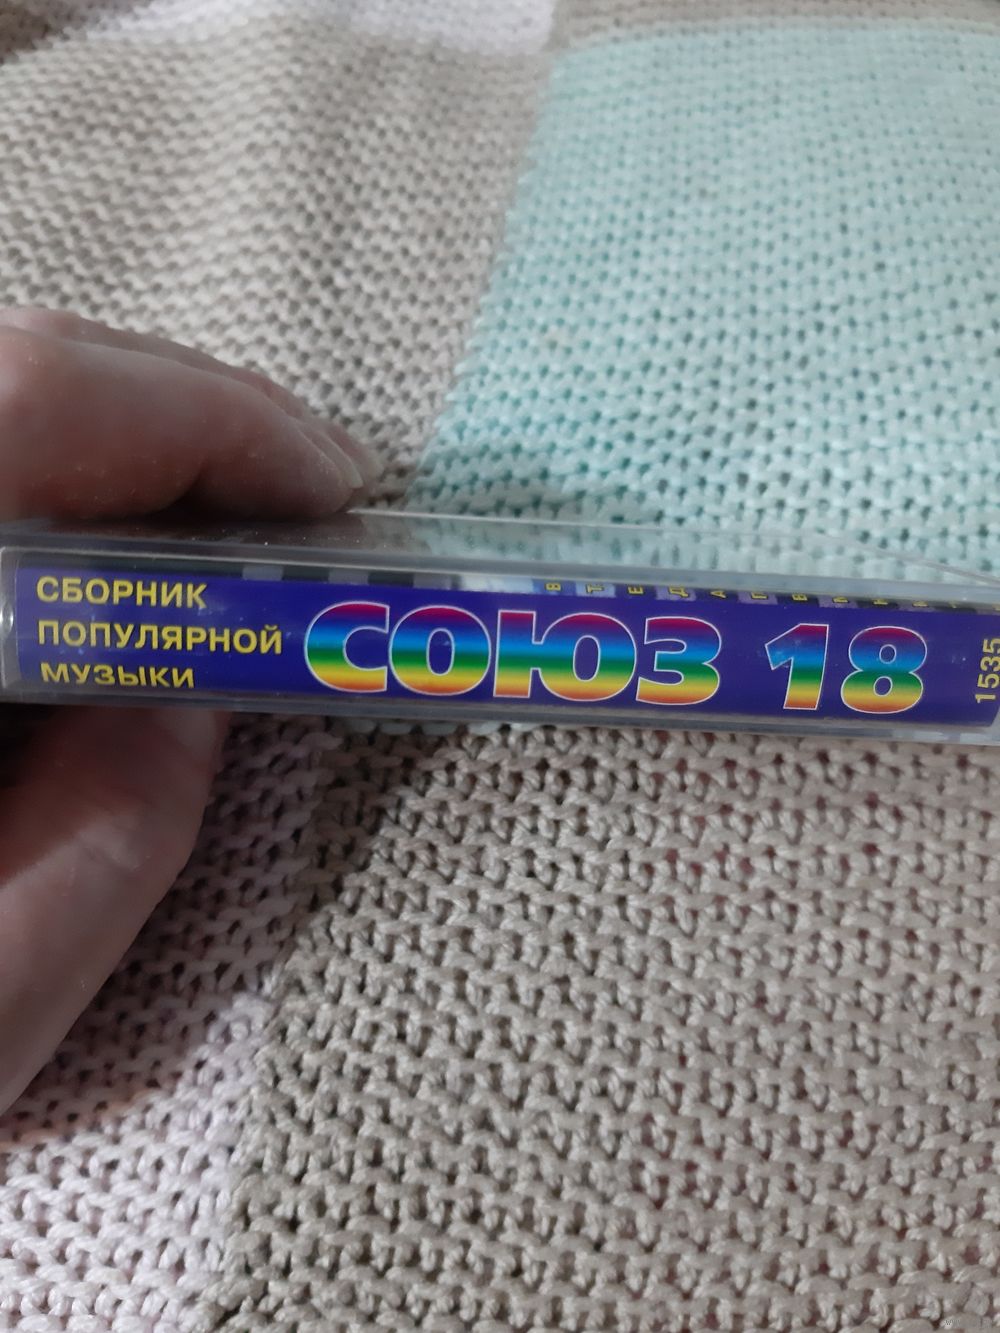 СБОРНИК
ПОПУЛЯРНОЙ
МУЗЫКИ
СОЮЗ 18
1535